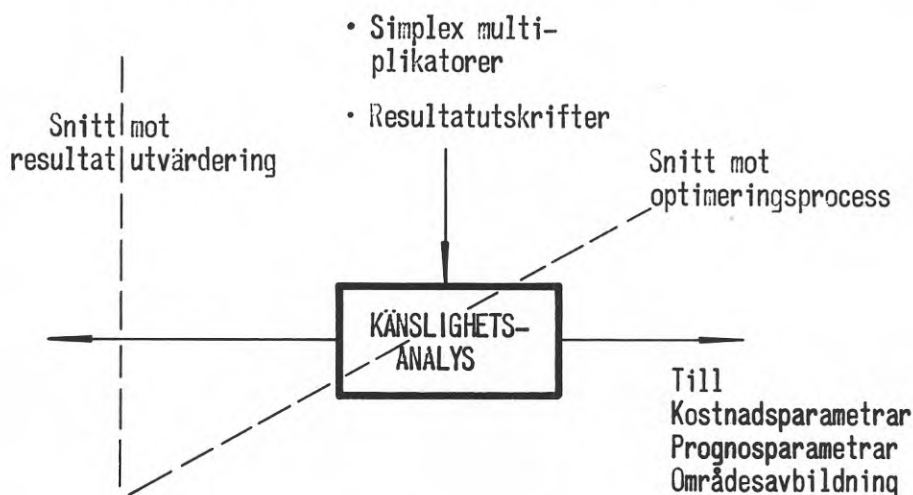 · Simplex multi-
plikatorer
· Resultatutskrifter
Snitt mot
resultat utvärdering
Snitt mot
optimeringsprocess
KÄNSLIGHETS-
ANALYS
Till
Kostnadsparametrar
Prognosparametrar
Områdesavbildning